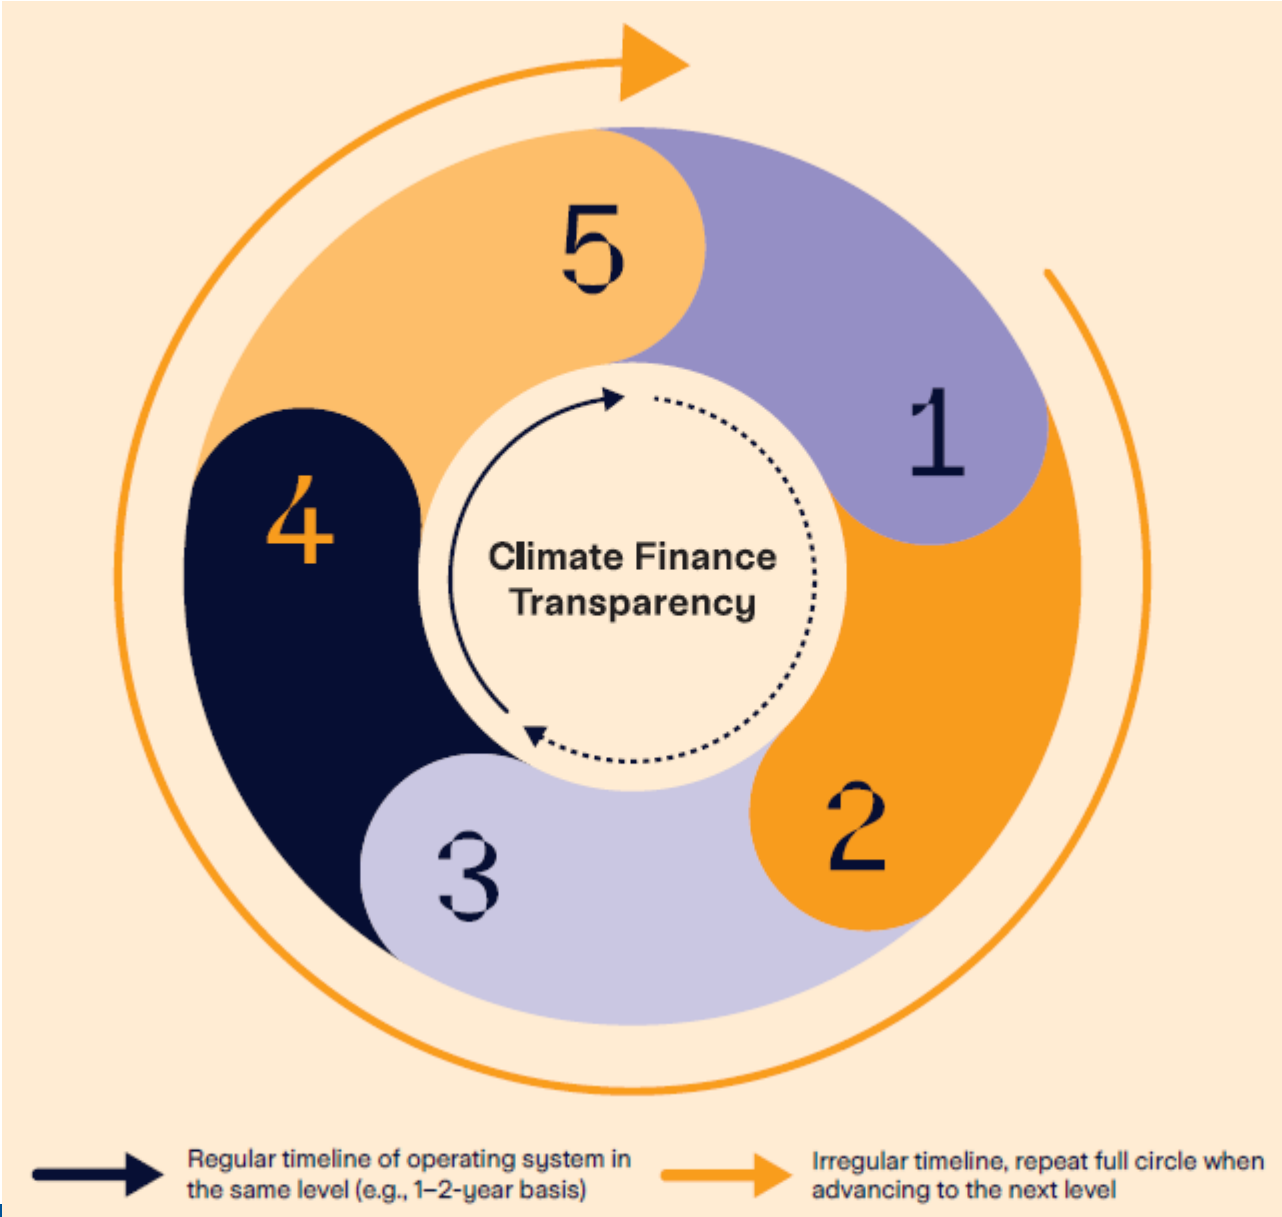 5
1
4
Climate Finance
Transparency
2
3
Regular timeline of operating system in
the same level (e.g., 1–2-year basis)
Irregular timeline, repeat full circle when
advancing to the next level